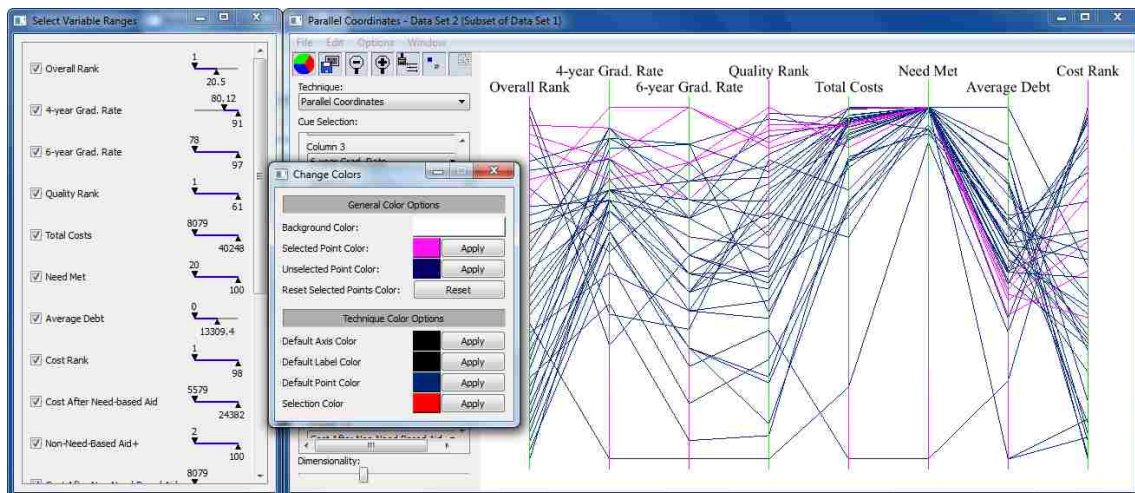 Select Variable Ranges
Overall Rank
1
20.5
4-year Grad. Rate
80.12
91
6-year Grad. Rate
78
97
Quality Rank
1
61
Total Costs
8079
40248
Need Met
20
100
Average Debt
0
13309.4
Cost Rank
1
98
Cost After Need-based Aid
5579
24382
Non-Need-Based Aid+
2
100
8079
Parallel Coordinates - Data Set 2 (Subset of Data Set 1)
File Edit Options Window
Technique:
Parallel Coordinates
Cue Selection:
Column 3
6-year Grad. Rate
Dimensionality:
Change Colors
General Color Options
Background Color:
Selected Point Color: Apply
Unselected Point Color: Apply
Reset Selected Points Color: Reset
Technique Color Options
Default Axis Color Apply
Default Label Color Apply
Default Point Color Apply
Selection Color Apply
4-year Grad. Rate Quality Rank Need Met Cost Rank
Overall Rank 6-year Grad. Rate Total Costs Average Debt